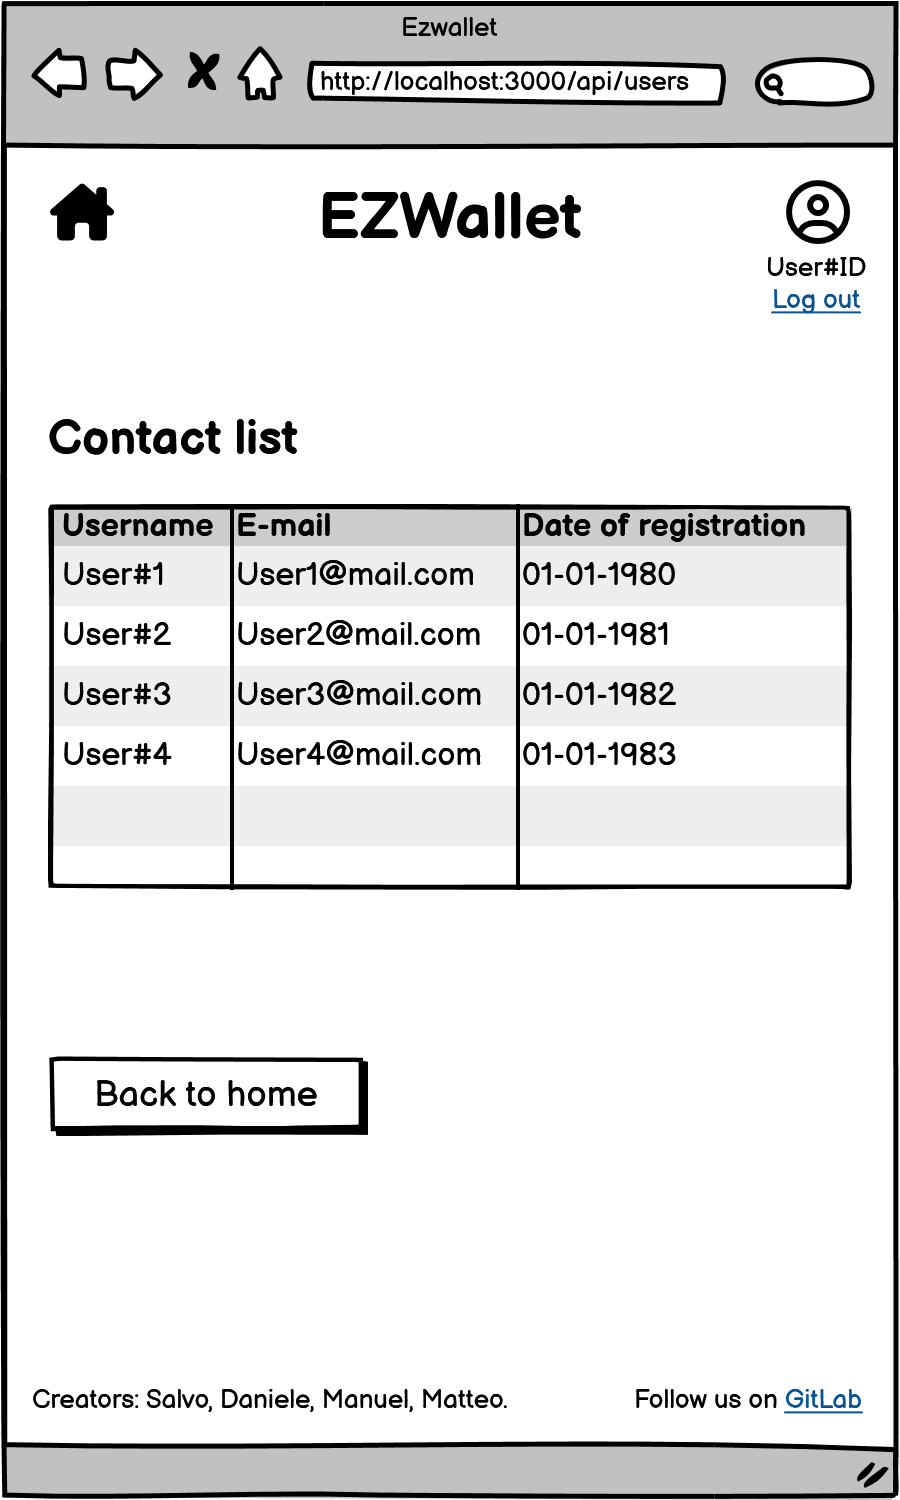 Ezwallet
http://localhost:3000/api/users
EZWallet
User#ID
Log out
Contact list
Username E-mail Date of registration
User#1 User1@mail.com 01-01-1980
User#2 User2@mail.com 01-01-1981
User#3 User3@mail.com 01-01-1982
User#4 User4@mail.com 01-01-1983
Back to home
Creators: Salvo, Daniele, Manuel, Matteo. Follow us on GitLab